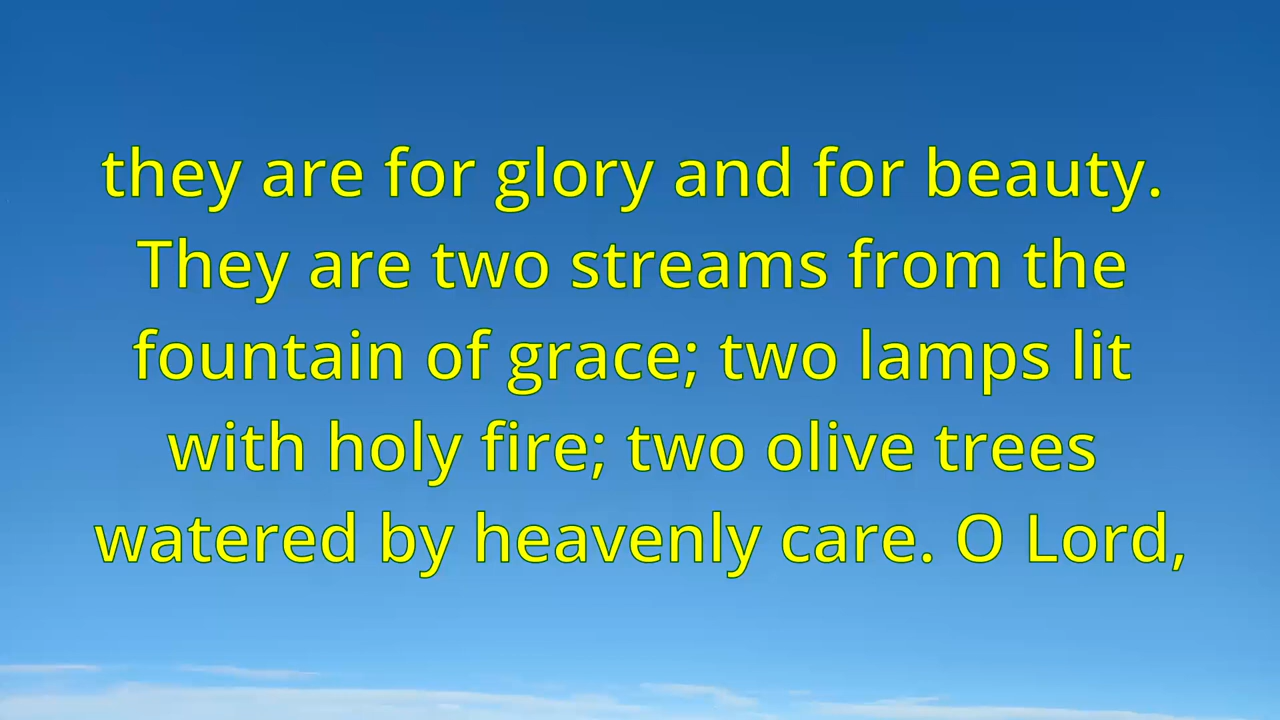 they are for glory and for beauty.
They are two streams from the
fountain of grace; two lamps lit
with holy fire; two olive trees
watered by heavenly care. O Lord,